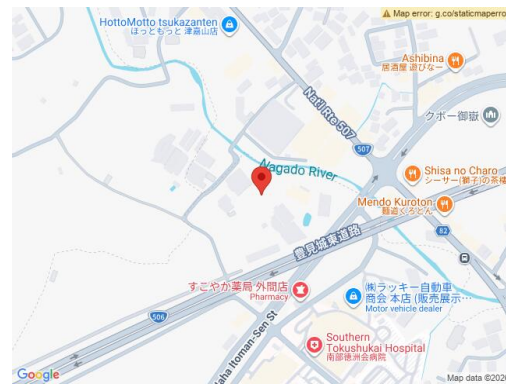 HottoMotto tsukazanten
ほっともっと 津嘉山店
Map error: g.co/staticmaperro
Ashibina
居酒屋 遊びなー
Nat'l Rte 507
クボー御嶽
507
Nagado River
Shisa no Charo
シーサー(獅子)の茶楼
Mendo Kuroton
麺道くろとん
豊見城東道路
82
すこやか薬局 外間店
Pharmacy
㈱ラッキー自動車
商会 本店 (販売展示…
Motor vehicle dealer
506
Southern
Tokushukai Hospital
南部徳洲会病院
Naha Itoman-Sen St
Google
Map data ©2026